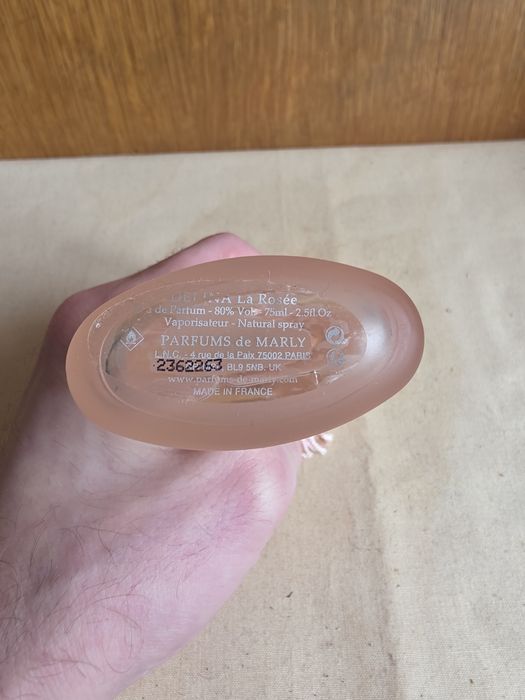 DELINA La Rosée
de Parfum - 80% Vol - 75ml - 2.5fl.Oz
Vaporisateur - Natural spray
PARFUMS de MARLY
L.N.C. - 4 rue de la Paix 75002 PARIS
2362263 BL9 5NB. UK
www.parfums-de-marly.com
MADE IN FRANCE